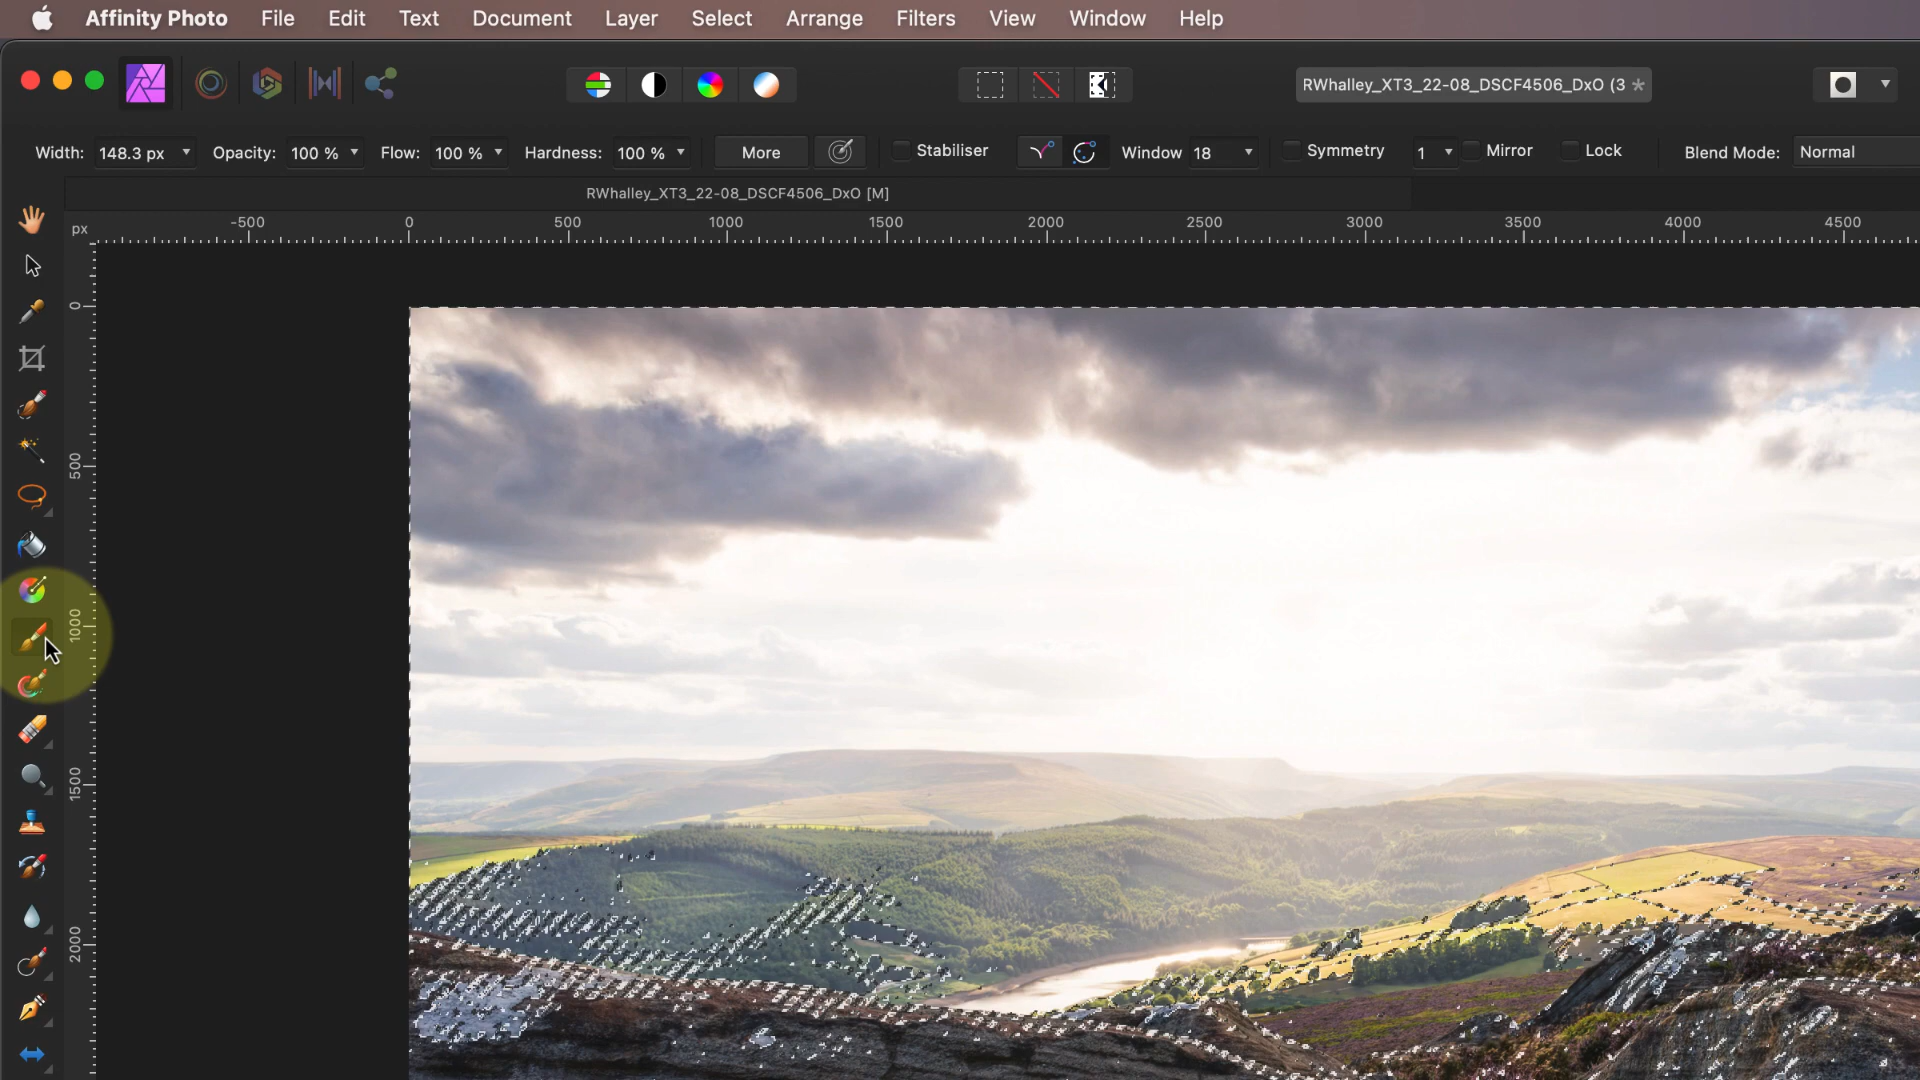 Affinity Photo File Edit Text Document Layer Select Arrange Filters View Window Help
RWhalley_XT3_22-08_DSCF4506_DxO (3 *
Width: 148.3 px Opacity: 100 % Flow: 100 % Hardness: 100 % More Stabiliser Window 18 Symmetry 1 Mirror Lock Blend Mode: Normal
RWhalley_XT3_22-08_DSCF4506_DxO [M]
px -500 0 500 1000 1500 2000 2500 3000 3500 4000 4500
0
500
1000
1500
2000